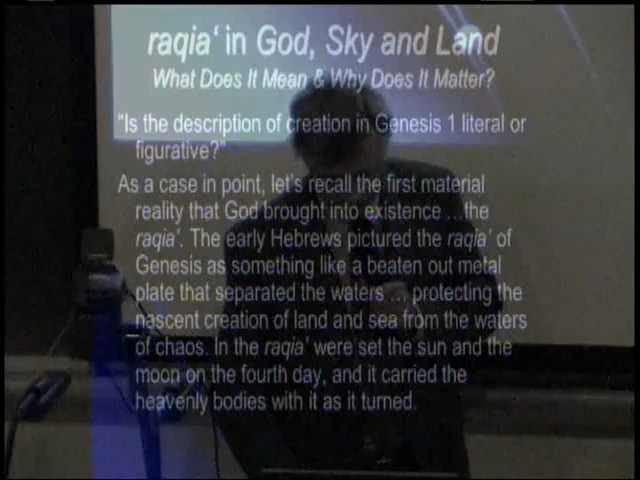 raqia‘ in God, Sky and Land
What Does It Mean & Why Does It Matter?
"Is the description of creation in Genesis 1 literal or
figurative?"
As a case in point, let's recall the first material
reality that God brought into existence ...the
raqia'. The early Hebrews pictured the raqia' of
Genesis as something like a beaten out metal
plate that separated the waters ... protecting the
nascent creation of land and sea from the waters
of chaos. In the raqia' were set the sun and the
moon on the fourth day, and it carried the
heavenly bodies with it as it turned.